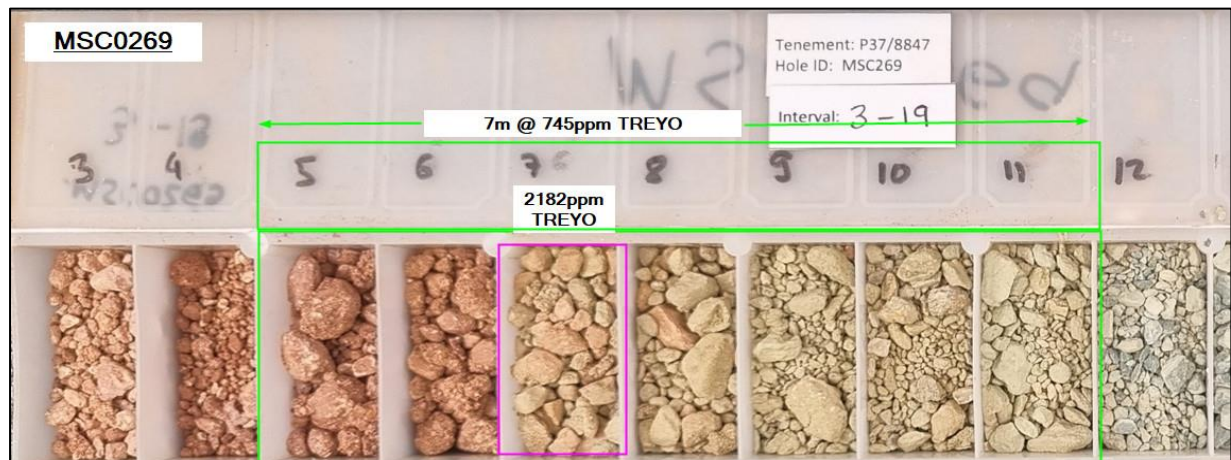 MSC0269
Tenement: P37/8847
Hole ID: MSC269
Interval: 3-19
7m @ 745ppm TREYO
3 4 5 6 7 8 9 10 11 12
2182ppm
TREYO